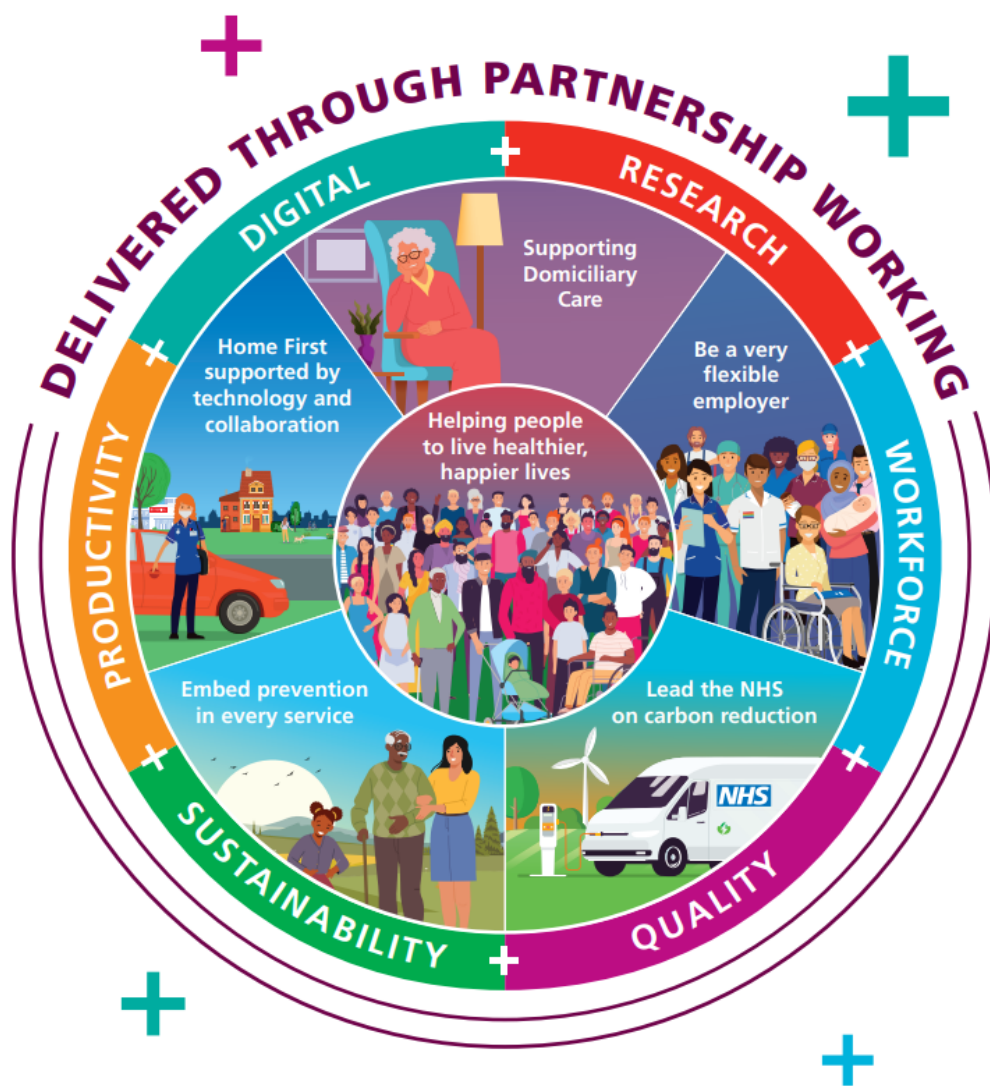 DELIVERED THROUGH PARTNERSHIP WORKING
DIGITAL
RESEARCH
WORKFORCE
QUALITY
SUSTAINABILITY
PRODUCTIVITY
Supporting
Domiciliary
Care
Be a very
flexible
employer
Lead the NHS
on carbon reduction
NHS
Embed prevention
in every service
Home First
supported by
technology and
collaboration
Helping people
to live healthier,
happier lives